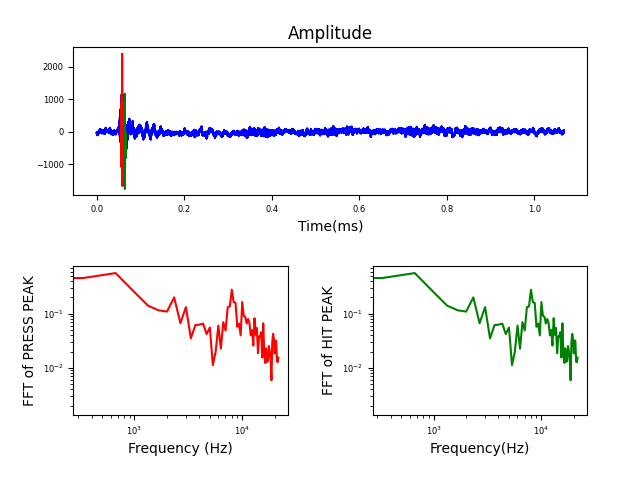 Amplitude
2000
1000
0
−1000
0.0 0.2 0.4 0.6 0.8 1.0
Time(ms)
FFT of PRESS PEAK
10⁻¹
10⁻²
10³ 10⁴
Frequency (Hz)
FFT of HIT PEAK
10⁻¹
10⁻²
10³ 10⁴
Frequency(Hz)